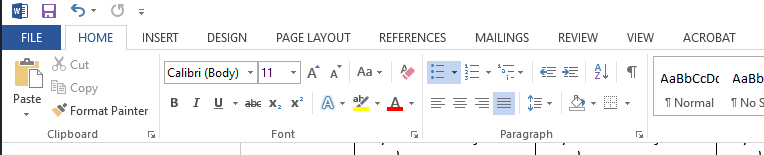 FILE HOME INSERT DESIGN PAGE LAYOUT REFERENCES MAILINGS REVIEW VIEW ACROBAT
Cut
Calibri (Body) 11 A A Aa A A Z ¶
Copy
AaBbCcDc AaBb
Paste
Format Painter
B I U abc x₂ x² A ab A
¶ Normal ¶ No S
Clipboard Font Paragraph